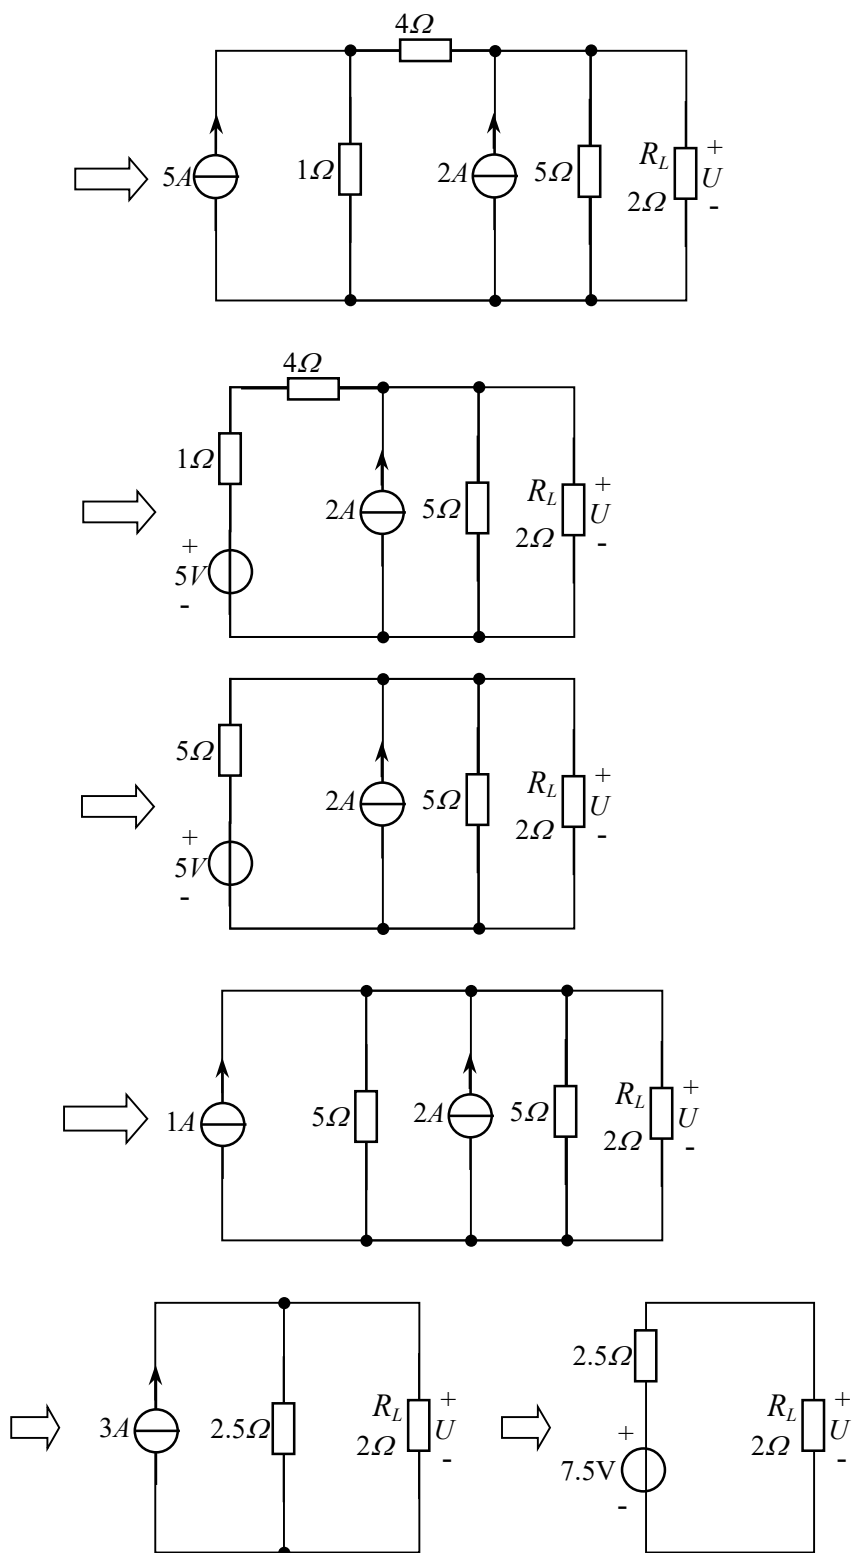 4Ω
5A 1Ω 2A 5Ω R_L + U
2Ω -
4Ω
1Ω
2A 5Ω R_L + U
2Ω -
+
5V
-
5Ω
2A 5Ω R_L + U
2Ω -
+
5V
-
1A 5Ω 2A 5Ω R_L + U
2Ω -
2.5Ω
3A 2.5Ω R_L + U
2Ω -
+
7.5V
-
R_L + U
2Ω -